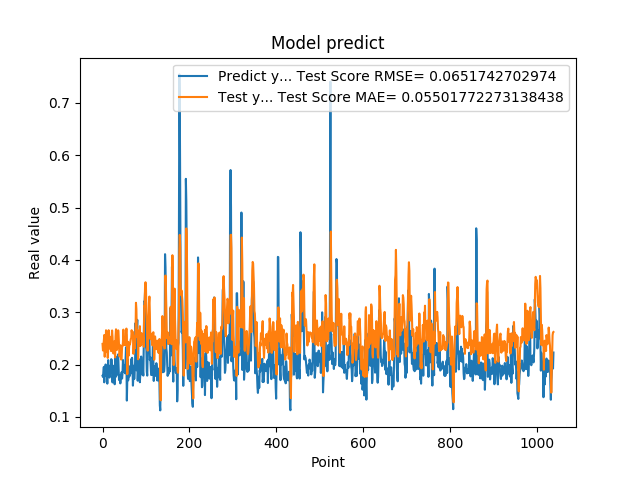 Model predict
Predict y... Test Score RMSE= 0.0651742702974
Test y... Test Score MAE= 0.05501772273138438
0.7
0.6
0.5
0.4
0.3
0.2
0.1
Real value
0 200 400 600 800 1000
Point